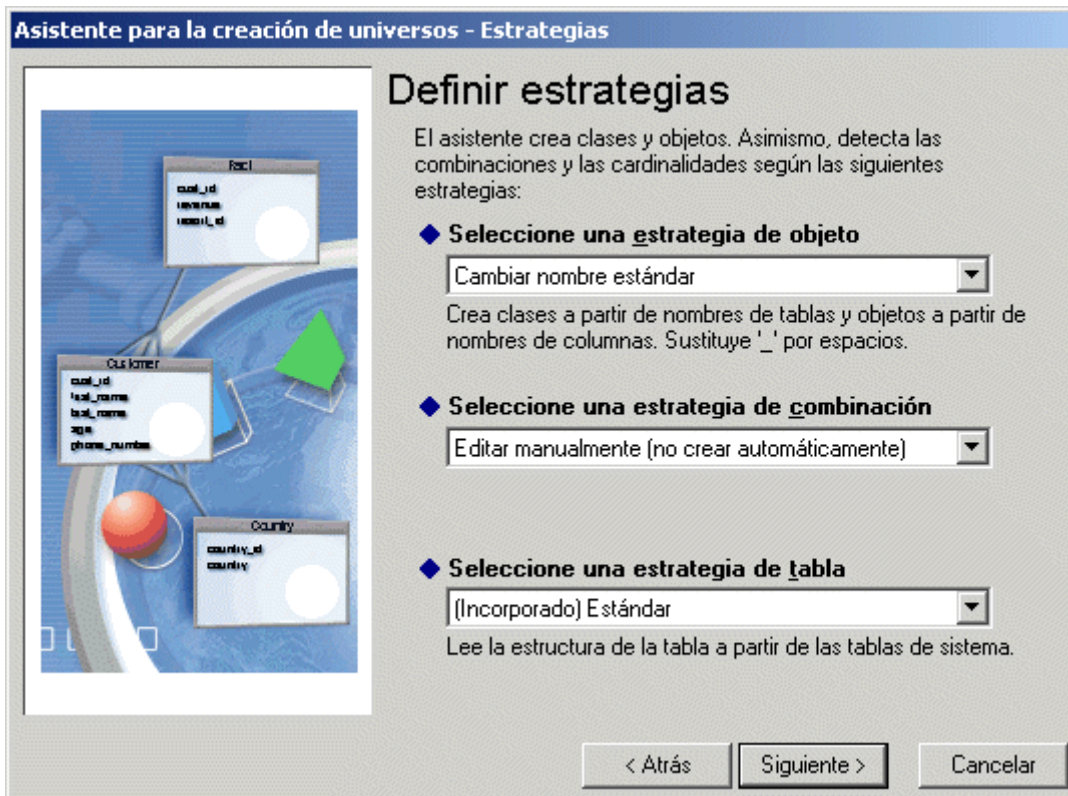 Asistente para la creación de universos - Estrategias
Definir estrategias
El asistente crea clases y objetos. Asimismo, detecta las
combinaciones y las cardinalidades según las siguientes
estrategias:
Seleccione una estrategia de objeto
Cambiar nombre estándar
Crea clases a partir de nombres de tablas y objetos a partir de
nombres de columnas. Sustituye '_' por espacios.
Seleccione una estrategia de combinación
Editar manualmente (no crear automáticamente)
Seleccione una estrategia de tabla
(Incorporado) Estándar
Lee la estructura de la tabla a partir de las tablas de sistema.
cust_id
revenue
Customer
cust_id
last_name
age
phone_number
Country
country_id
country
< Atrás
Siguiente >
Cancelar